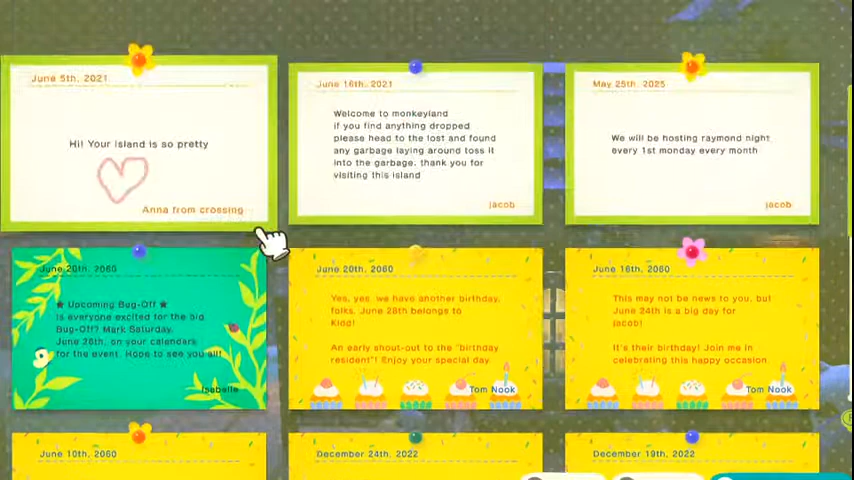 June 5th, 2021
Hi! Your island is so pretty
Anna from crossing
June 16th, 2021
Welcome to monkeyland
if you find anything dropped
please head to the lost and found
any garbage laying around toss it
into the garbage. thank you for
visiting this island
jacob
May 25th, 2025
We will be hosting raymond night
every 1st monday every month
jacob
June 20th, 2060
★ Upcoming Bug-Off ★
Is everyone excited for the big
Bug-Off? Mark Saturday,
June 26th, on your calendars
for the event. Hope to see you all!
Isabelle
June 20th, 2060
Yes, yes, we have another birthday,
folks. June 28th belongs to
Kidd!
An early shout-out to the "birthday
resident"! Enjoy your special day.
Tom Nook
June 16th, 2060
This may not be news to you, but
June 24th is a big day for
jacob!
It's their birthday! Join me in
celebrating this happy occasion.
Tom Nook
June 10th, 2060
December 24th, 2022
December 19th, 2022